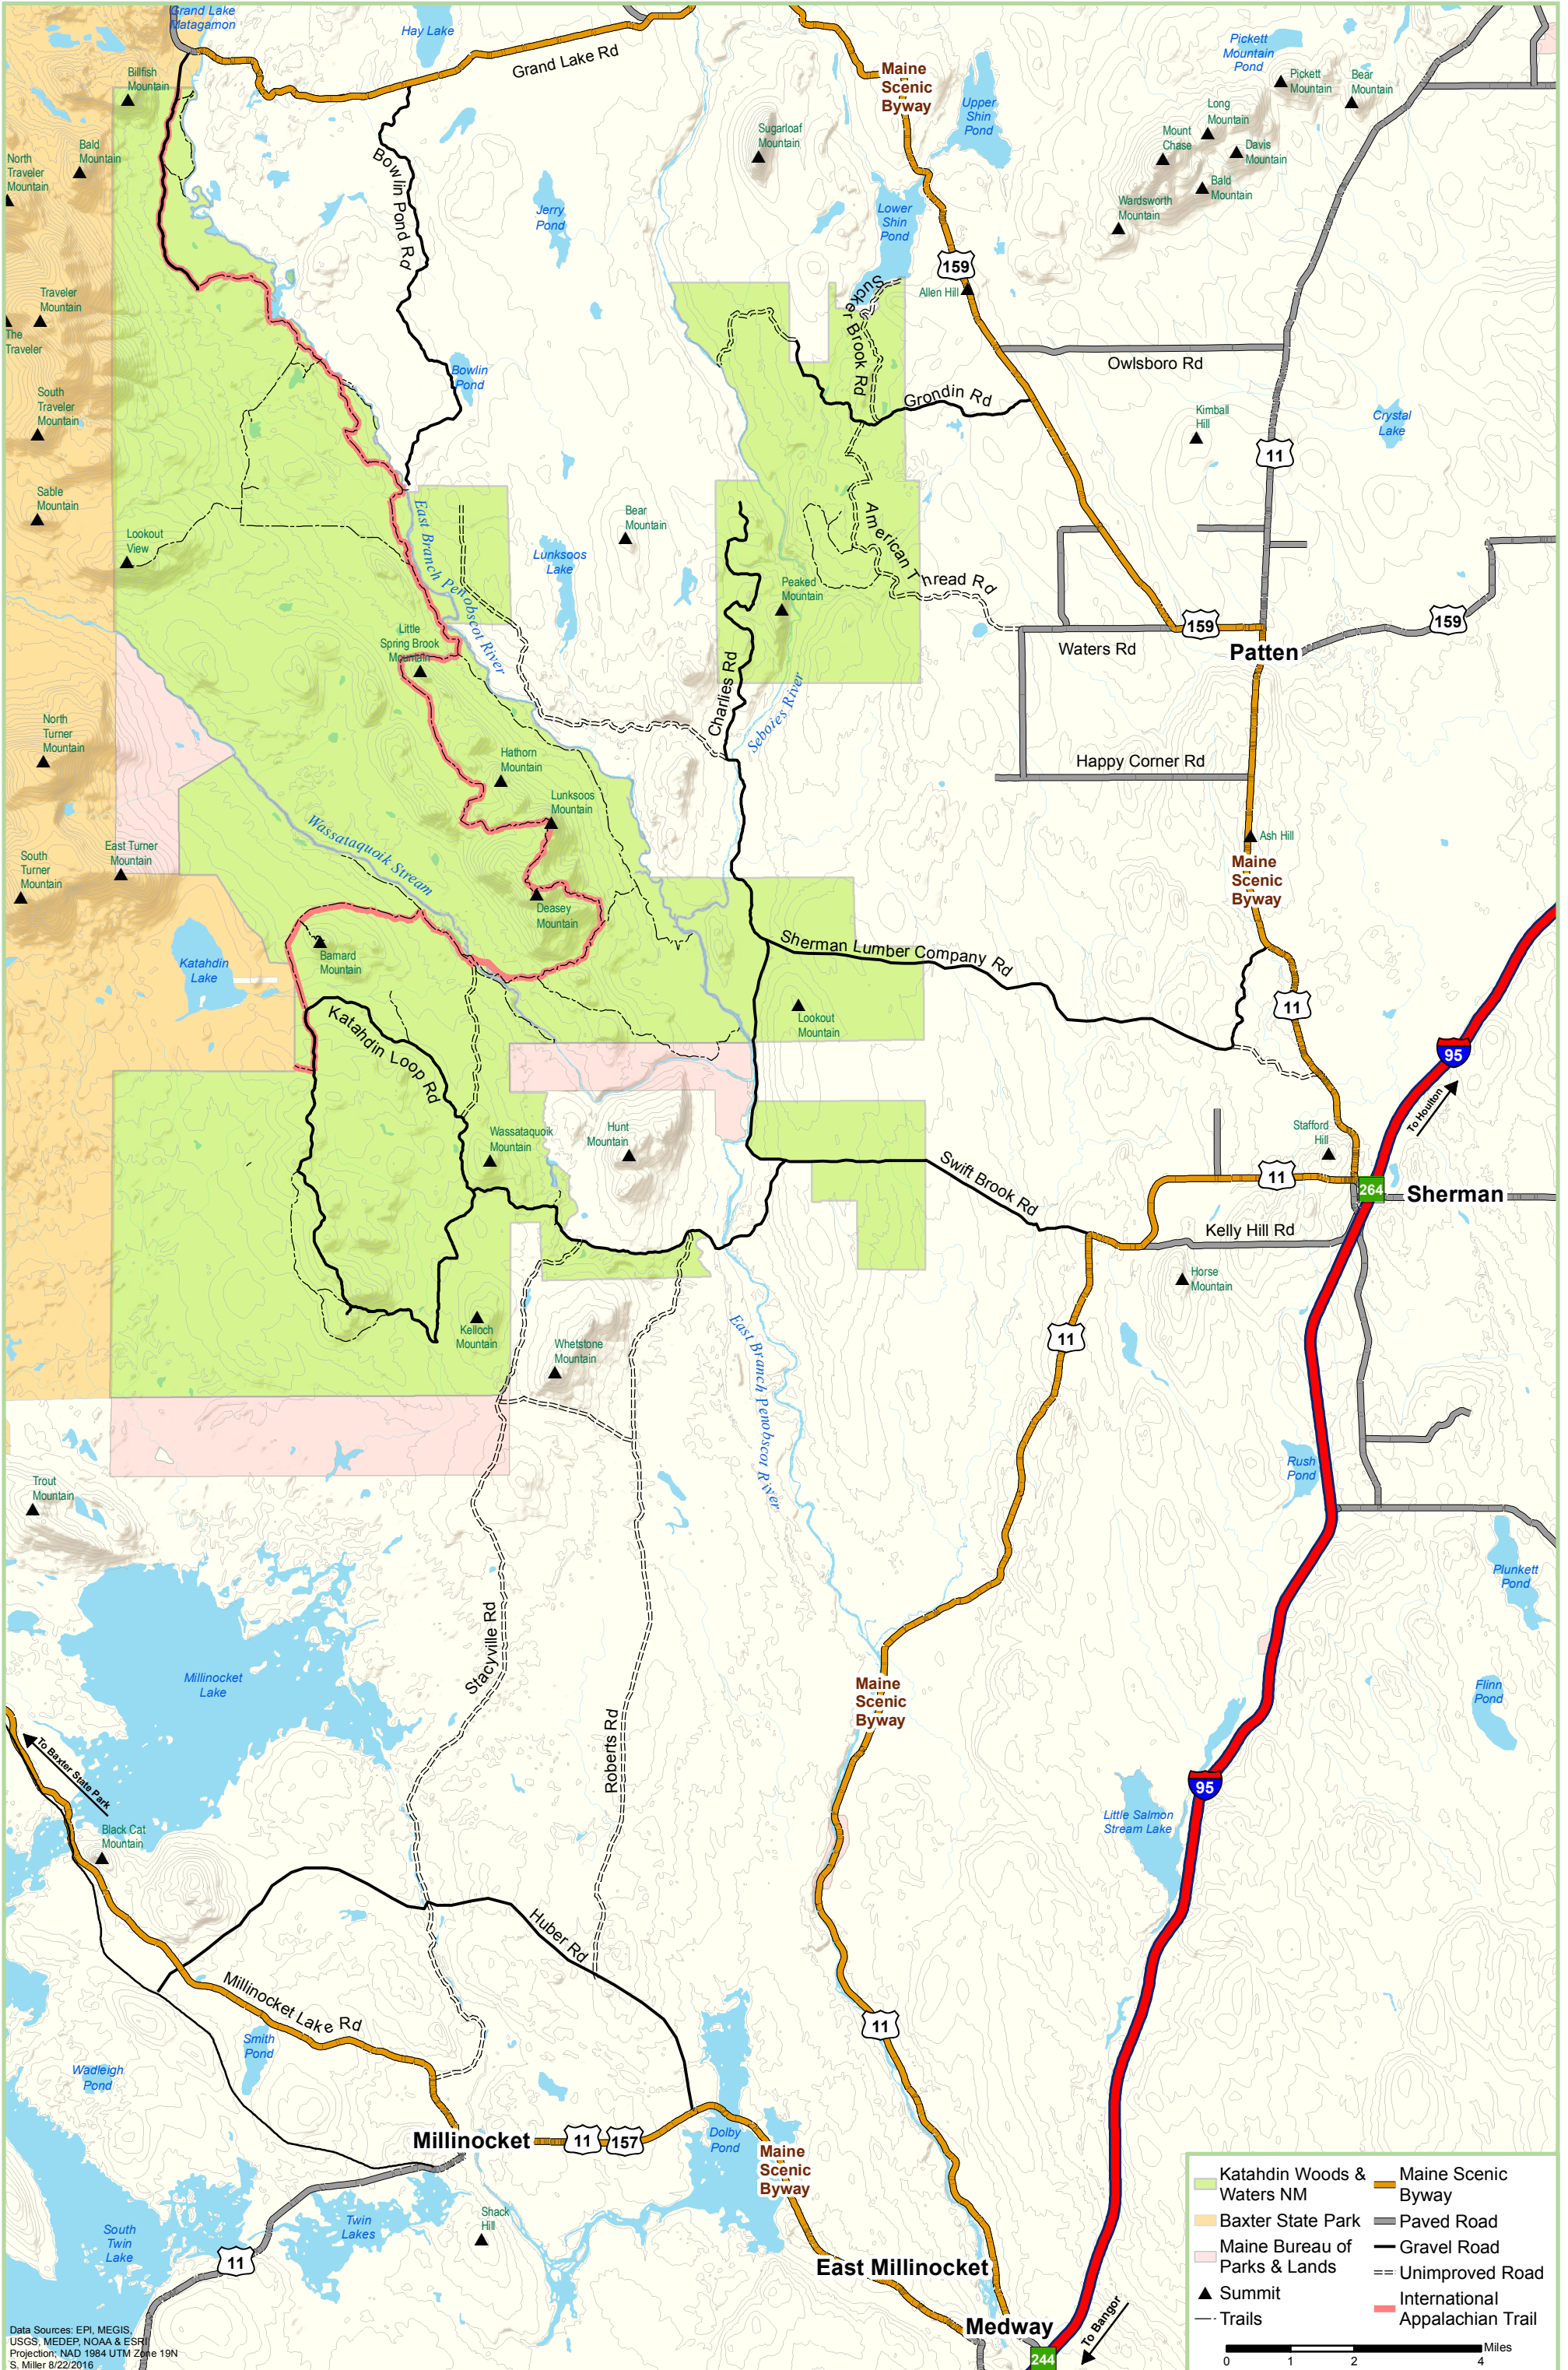 Grand Lake
Matagamon
Hay Lake
Grand Lake Rd
Maine
Scenic
Byway
Upper
Shin
Pond
Pickett
Mountain
Pond
Pickett
Mountain
Bear
Mountain
Long
Mountain
Mount
Chase
Davis
Mountain
Bald
Mountain
Wardsworth
Mountain
Billfish
Mountain
Bald
Mountain
North
Traveler
Mountain
Sugarloaf
Mountain
Bowlin Pond Rd
Jerry
Pond
Lower
Shin
Pond
159
Allen Hill
Traveler
Mountain
The
Traveler
Sucker Brook Rd
Owlsboro Rd
Bowlin
Pond
South
Traveler
Mountain
Grondin Rd
Kimball
Hill
Crystal
Lake
11
Sable
Mountain
Lookout
View
East Branch Penobscot River
Bear
Mountain
Lunksoos
Lake
American Thread Rd
Peaked
Mountain
Little
Spring Brook
Mountain
159
159
Waters Rd
Patten
Charlies Rd
Seboies River
North
Turner
Mountain
Hathorn
Mountain
Happy Corner Rd
Lunksoos
Mountain
Wassataquoik Stream
Ash Hill
East Turner
Mountain
South
Turner
Mountain
Maine
Scenic
Byway
Deasey
Mountain
Sherman Lumber Company Rd
Barnard
Mountain
Katahdin
Lake
Lookout
Mountain
11
Katahdin Loop Rd
95
To Houlton
Wassataquoik
Mountain
Hunt
Mountain
Stafford
Hill
Swift Brook Rd
11
264
Sherman
Kelly Hill Rd
Horse
Mountain
Kelloch
Mountain
Whetstone
Mountain
11
East Branch Penobscot River
Rush
Pond
Trout
Mountain
Plunkett
Pond
Stacyville Rd
Millinocket
Lake
Maine
Scenic
Byway
Flinn
Pond
Roberts Rd
To Baxter State Park
95
Little Salmon
Stream Lake
Black Cat
Mountain
Huber Rd
Millinocket Lake Rd
11
Smith
Pond
Wadleigh
Pond
Millinocket
11
157
Dolby
Pond
Maine
Scenic
Byway
Shack
Hill
Twin
Lakes
South
Twin
Lake
11
East Millinocket
Medway
To Bangor
244
Katahdin Woods &
Waters NM
Baxter State Park
Maine Bureau of
Parks & Lands
Summit
Trails
Maine Scenic
Byway
Paved Road
Gravel Road
Unimproved Road
International
Appalachian Trail
Miles
0 1 2 4
Data Sources: EPI, MEGIS,
USGS, MEDEP, NOAA & ESRI
Projection; NAD 1984 UTM Zone 19N
S. Miller 8/22/2016